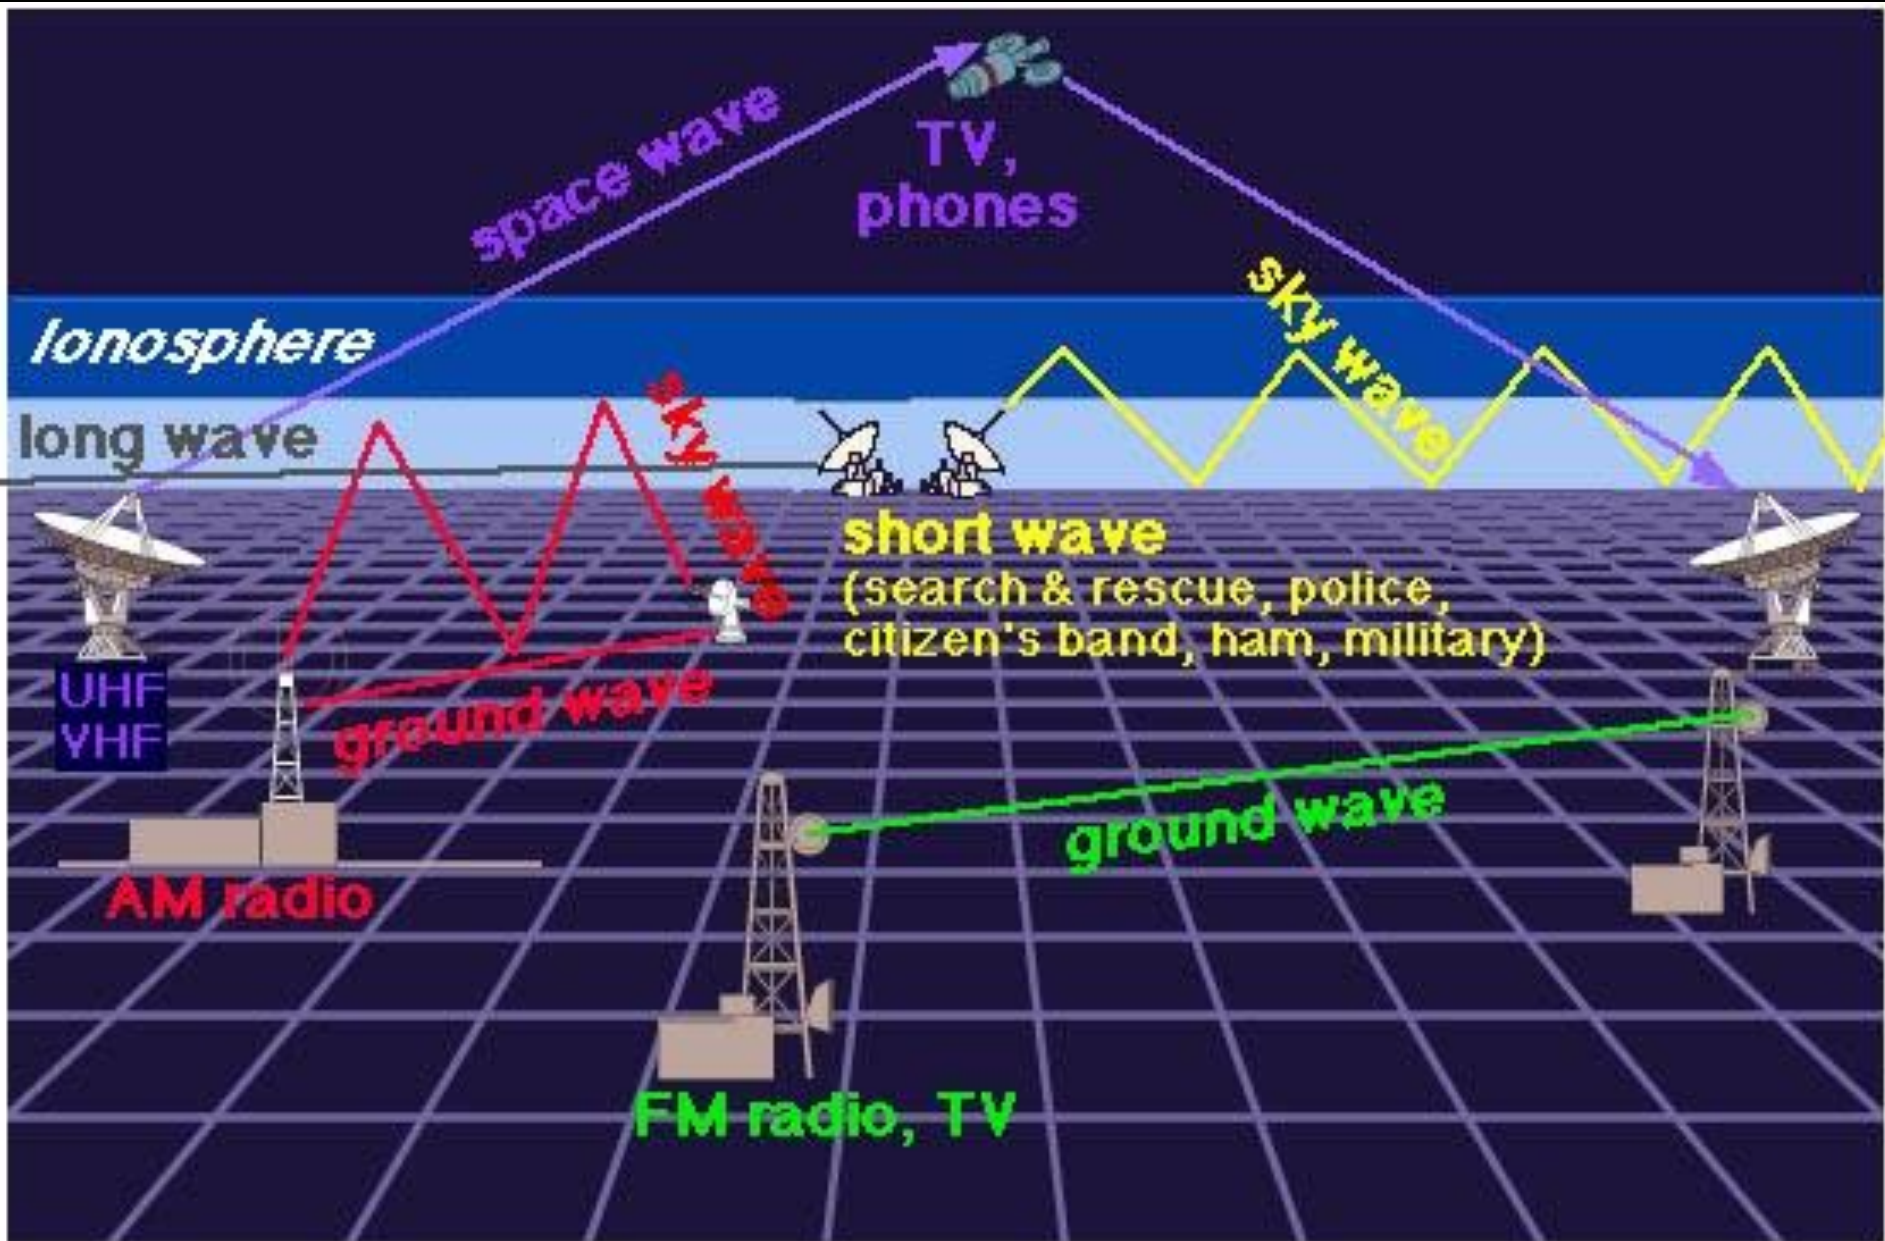 space wave
TV,
phones
sky wave
Ionosphere
long wave
sky wave
short wave
(search & rescue, police,
citizen's band, ham, military)
UHF
VHF
ground wave
ground wave
AM radio
FM radio, TV